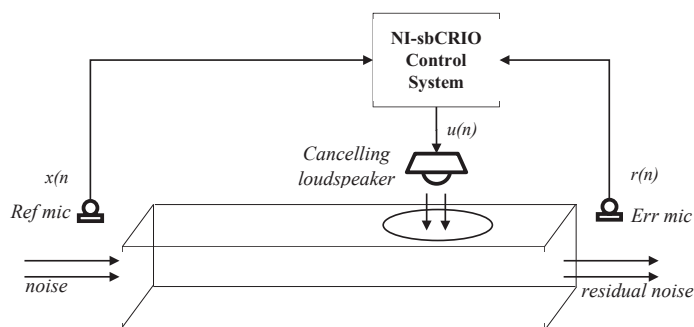 NI-sbCRIO
Control
System
u(n)
Cancelling
loudspeaker
x(n
r(n)
Ref mic
Err mic
noise
residual noise